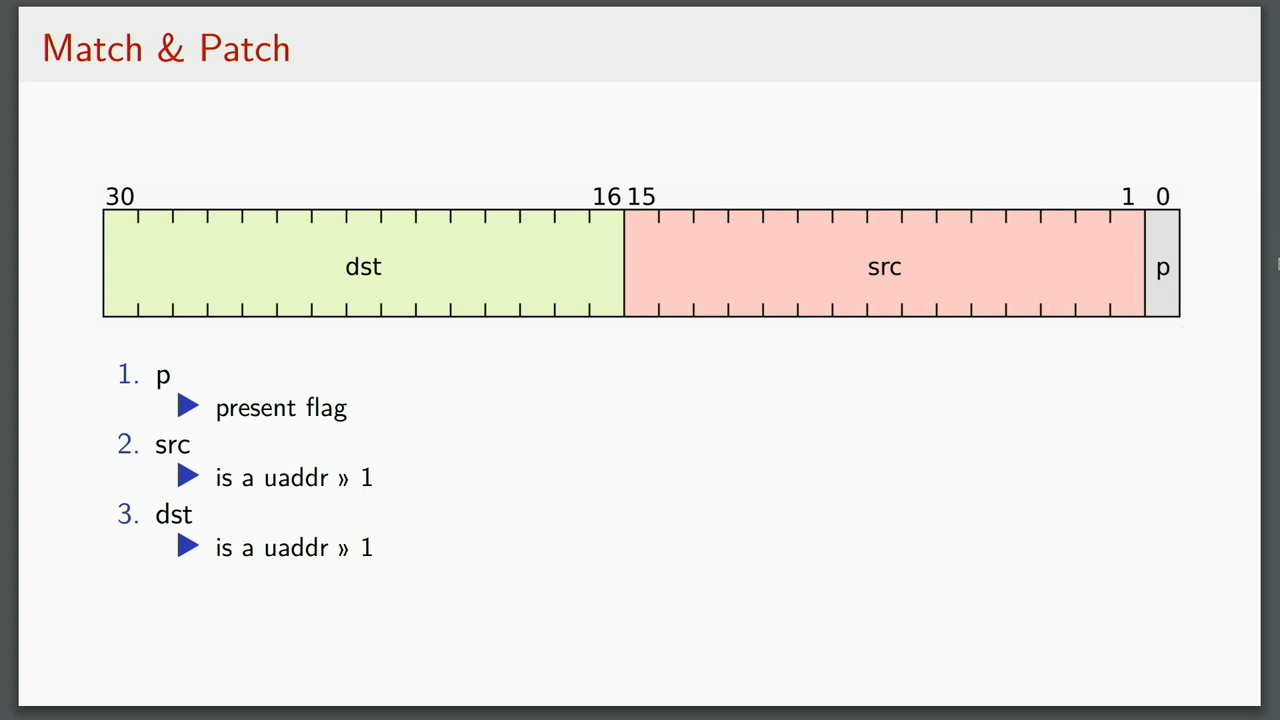 Match & Patch
30 16 15 1 0
dst src p
1. p
▶ present flag
2. src
▶ is a uaddr » 1
3. dst
▶ is a uaddr » 1